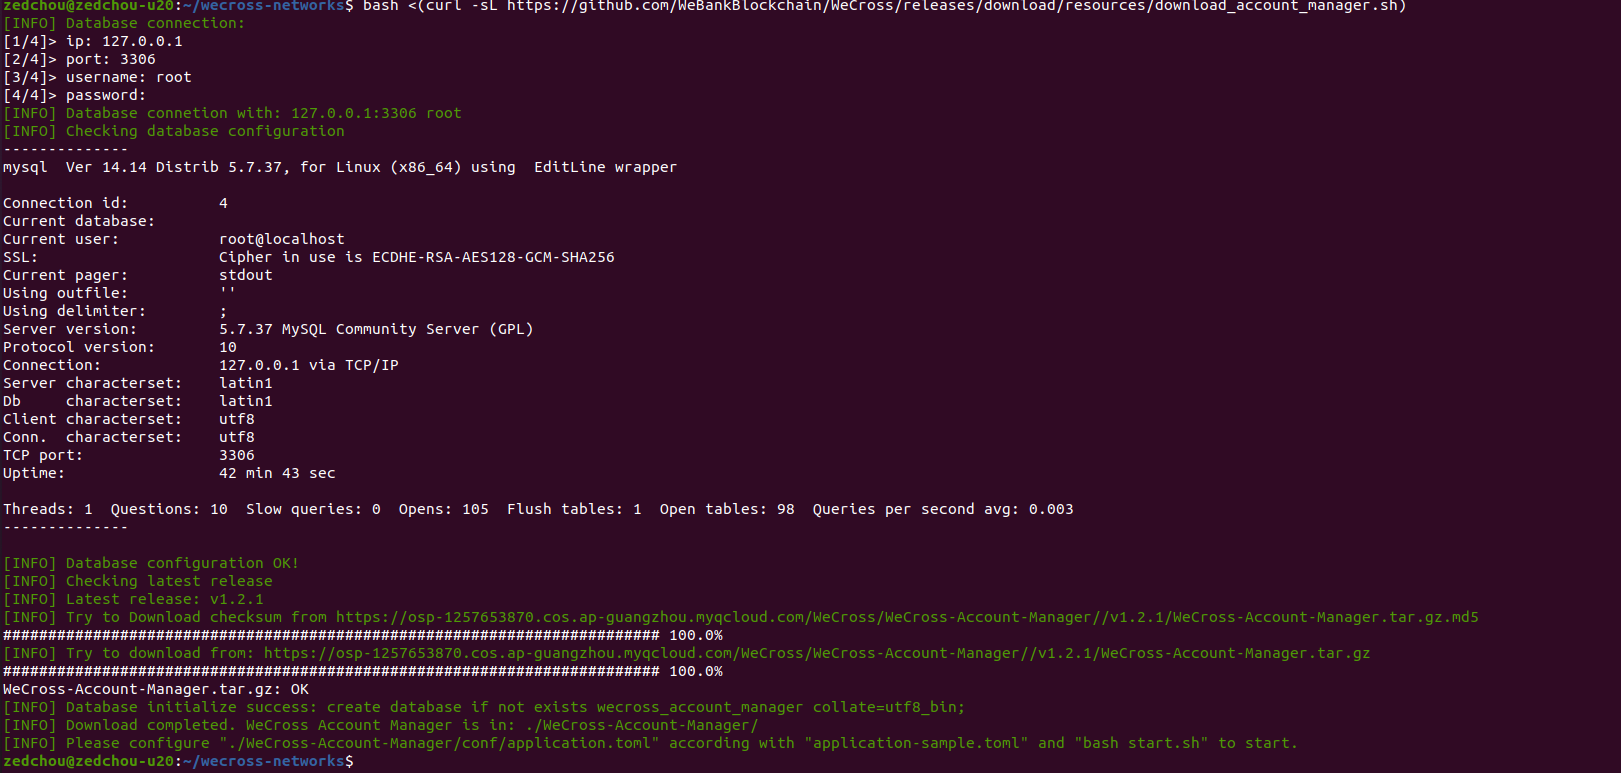 zedchou@zedchou-u20:~/wecross-networks$ bash <(curl -sL https://github.com/WeBankBlockchain/WeCross/releases/download/resources/download_account_manager.sh)
[INFO] Database connection:
[1/4]> ip: 127.0.0.1
[2/4]> port: 3306
[3/4]> username: root
[4/4]> password:
[INFO] Database connetion with: 127.0.0.1:3306 root
[INFO] Checking database configuration
--------------
mysql  Ver 14.14 Distrib 5.7.37, for Linux (x86_64) using  EditLine wrapper
Connection id:          4
Current database:
Current user:           root@localhost
SSL:                    Cipher in use is ECDHE-RSA-AES128-GCM-SHA256
Current pager:          stdout
Using outfile:          ''
Using delimiter:        ;
Server version:         5.7.37 MySQL Community Server (GPL)
Protocol version:       10
Connection:             127.0.0.1 via TCP/IP
Server characterset:    latin1
Db     characterset:    latin1
Client characterset:    utf8
Conn.  characterset:    utf8
TCP port:               3306
Uptime:                 42 min 43 sec
Threads: 1  Questions: 10  Slow queries: 0  Opens: 105  Flush tables: 1  Open tables: 98  Queries per second avg: 0.003
--------------
[INFO] Database configuration OK!
[INFO] Checking latest release
[INFO] Latest release: v1.2.1
[INFO] Try to Download checksum from https://osp-1257653870.cos.ap-guangzhou.myqcloud.com/WeCross/WeCross-Account-Manager//v1.2.1/WeCross-Account-Manager.tar.gz.md5
######################################################################### 100.0%
[INFO] Try to download from: https://osp-1257653870.cos.ap-guangzhou.myqcloud.com/WeCross/WeCross-Account-Manager//v1.2.1/WeCross-Account-Manager.tar.gz
######################################################################### 100.0%
WeCross-Account-Manager.tar.gz: OK
[INFO] Database initialize success: create database if not exists wecross_account_manager collate=utf8_bin;
[INFO] Download completed. WeCross Account Manager is in: ./WeCross-Account-Manager/
[INFO] Please configure "./WeCross-Account-Manager/conf/application.toml" according with "application-sample.toml" and "bash start.sh" to start.
zedchou@zedchou-u20:~/wecross-networks$